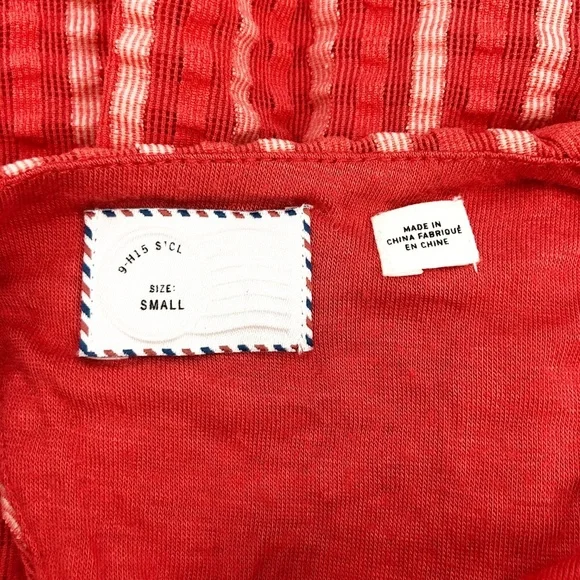 9-H15 S'CL
SIZE:
SMALL
MADE IN
CHINA FABRIQUÉ
EN CHINE